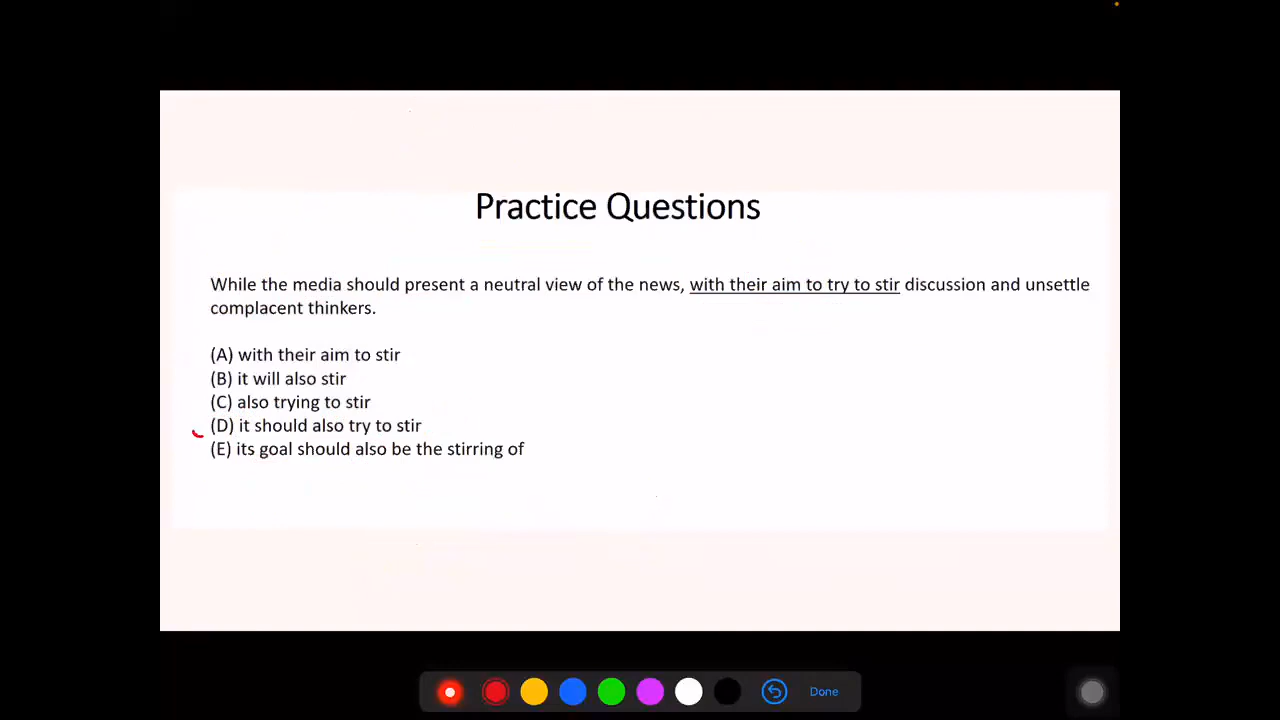 Practice Questions
While the media should present a neutral view of the news, with their aim to try to stir discussion and unsettle
complacent thinkers.
(A) with their aim to stir
(B) it will also stir
(C) also trying to stir
(D) it should also try to stir
(E) its goal should also be the stirring of
Done